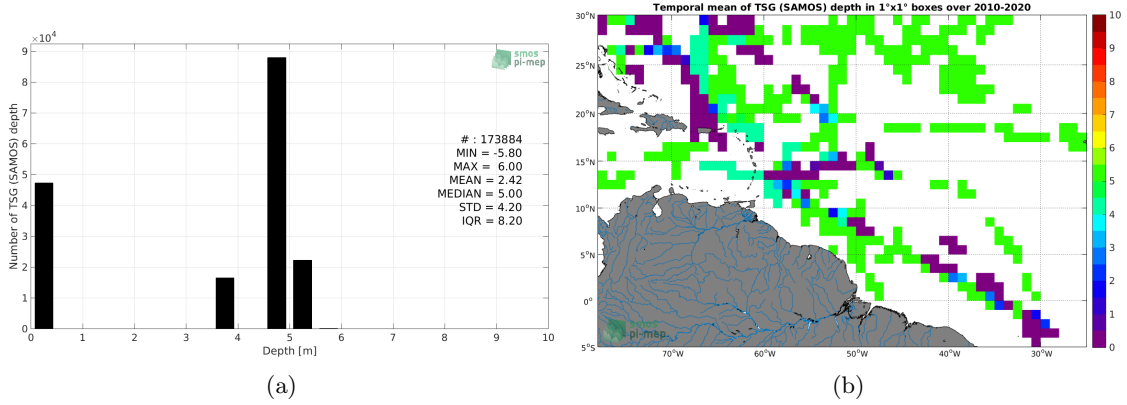 ×10⁴
9
8
7
6
5
4
3
2
1
0
Number of TSG (SAMOS) depth
0 1 2 3 4 5 6 7 8 9 10
Depth [m]
smos
pi-mep
# : 173884
MIN = -5.80
MAX = 6.00
MEAN = 2.42
MEDIAN = 5.00
STD = 4.20
IQR = 8.20
(a)
Temporal mean of TSG (SAMOS) depth in 1°x1° boxes over 2010-2020
30°N
25°N
20°N
15°N
10°N
5°N
0°
5°S
70°W 60°W 50°W 40°W 30°W
smos
pi-mep
10
9
8
7
6
5
4
3
2
1
0
(b)